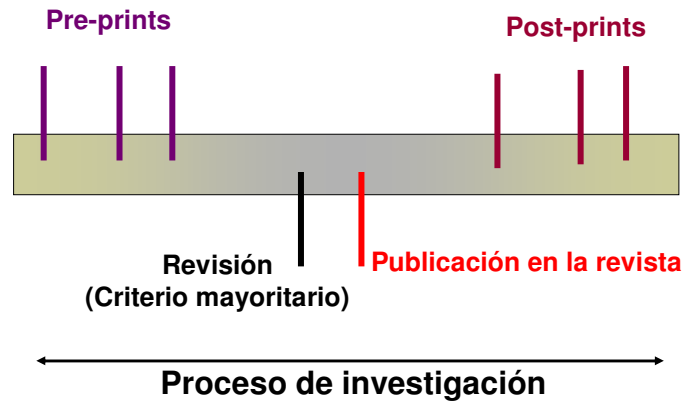 Pre-prints
Post-prints
Revisión
(Criterio mayoritario)
Publicación en la revista
Proceso de investigación